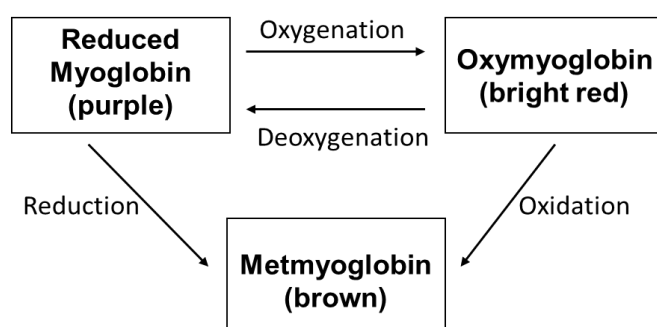 Reduced
Myoglobin
(purple)
Oxygenation
Oxymyoglobin
(bright red)
Deoxygenation
Reduction
Oxidation
Metmyoglobin
(brown)